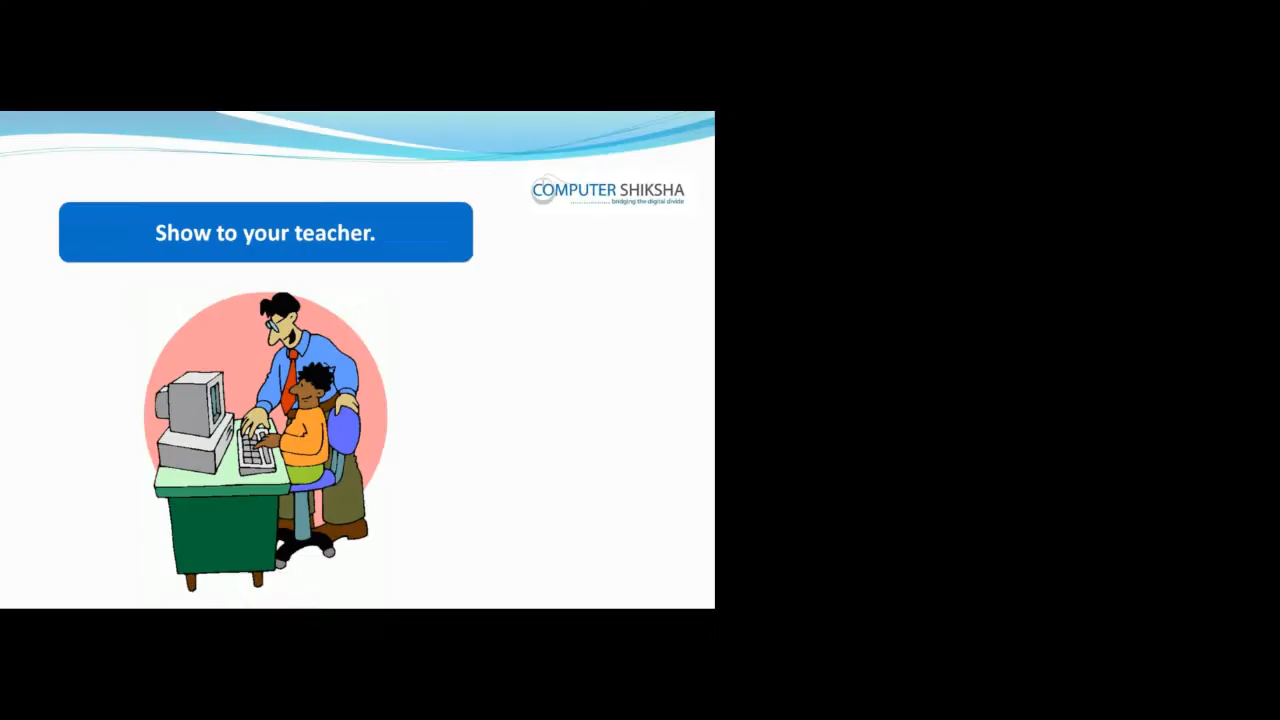 COMPUTER SHIKSHA
.................. bridging the digital divide
Show to your teacher.